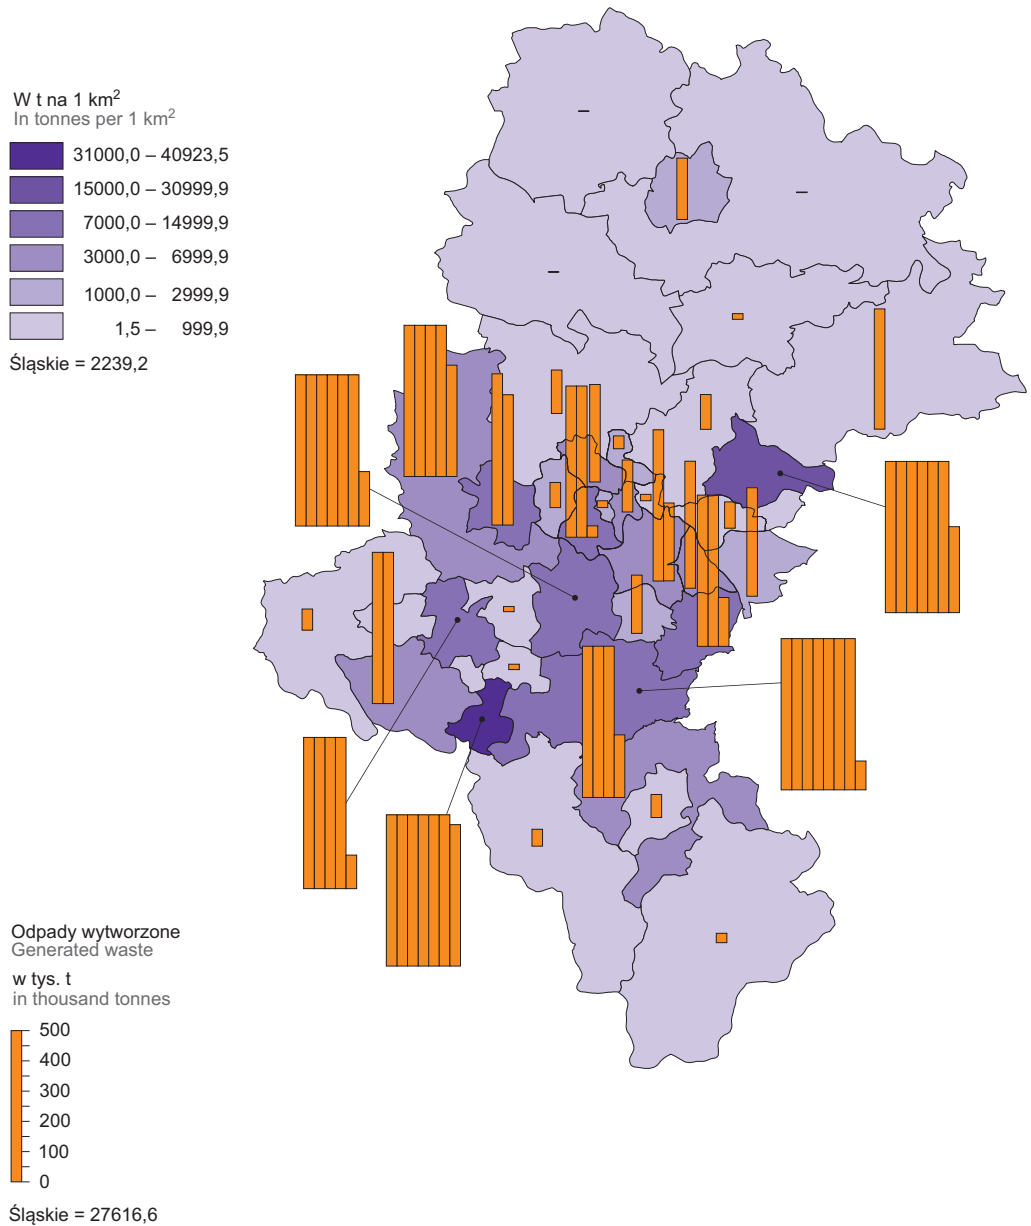 W t na 1 km²
In tonnes per 1 km²
31000,0 – 40923,5
15000,0 – 30999,9
7000,0 – 14999,9
3000,0 – 6999,9
1000,0 – 2999,9
1,5 – 999,9
Śląskie = 2239,2
Odpady wytworzone
Generated waste
w tys. t
in thousand tonnes
500
400
300
200
100
0
Śląskie = 27616,6